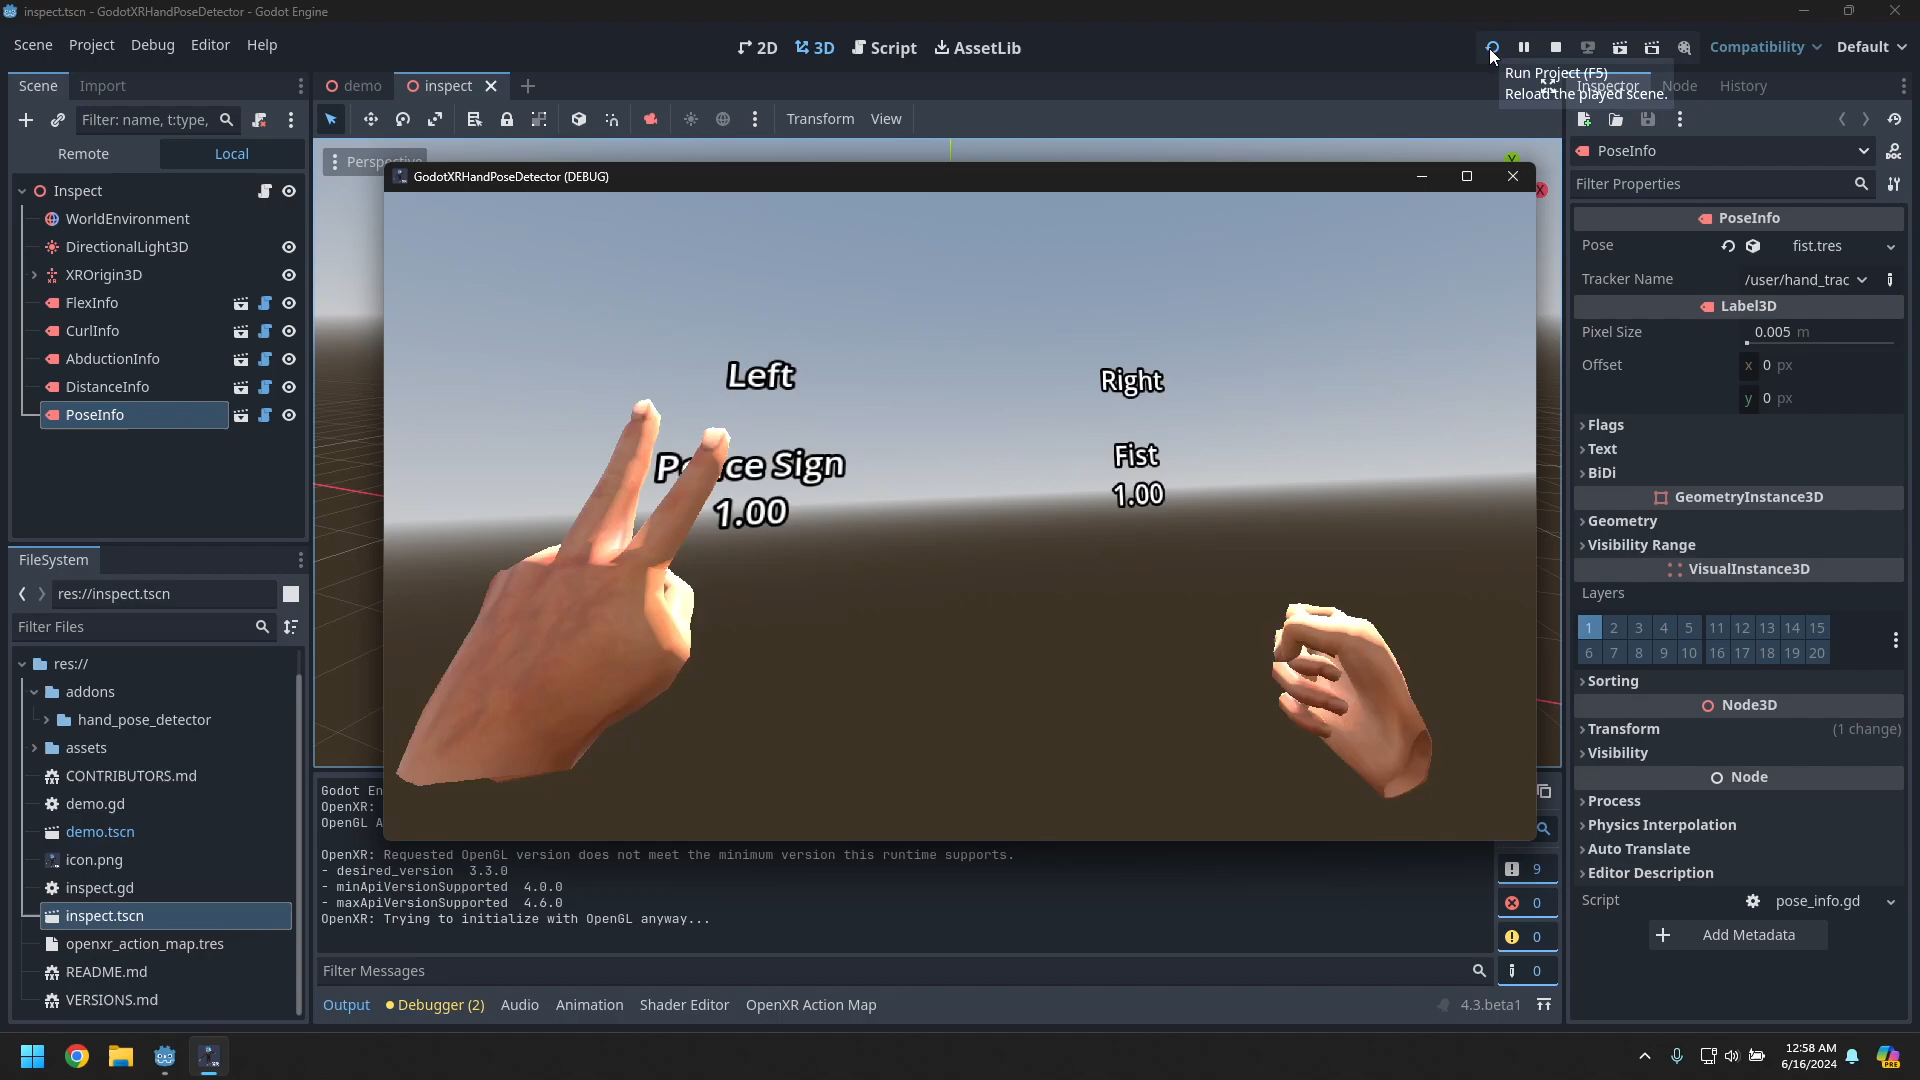 inspect.tscn - GodotXRHandPoseDetector - Godot Engine
Scene Project Debug Editor Help
2D 3D Script AssetLib
Compatibility Default
Run Project (F5)
Reload the played scene.
Scene Import
demo inspect
Inspector Node History
Filter: name, t:type,
Transform View
Remote Local
Perspective
PoseInfo
Filter Properties
Inspect
WorldEnvironment
DirectionalLight3D
XROrigin3D
FlexInfo
CurlInfo
AbductionInfo
DistanceInfo
PoseInfo
GodotXRHandPoseDetector (DEBUG)
Y
X
Left
Right
Peace Sign
1.00
Fist
1.00
PoseInfo
Pose fist.tres
Tracker Name /user/hand_trac
Label3D
Pixel Size 0.005 m
Offset x 0 px
y 0 px
Flags
Text
BiDi
GeometryInstance3D
Geometry
Visibility Range
VisualInstance3D
Layers
1 2 3 4 5 11 12 13 14 15
6 7 8 9 10 16 17 18 19 20
Sorting
Node3D
Transform (1 change)
Visibility
Node
Process
Physics Interpolation
Auto Translate
Editor Description
Script pose_info.gd
Add Metadata
FileSystem
res://inspect.tscn
Filter Files
res://
addons
hand_pose_detector
assets
CONTRIBUTORS.md
demo.gd
demo.tscn
icon.png
inspect.gd
inspect.tscn
openxr_action_map.tres
README.md
VERSIONS.md
Godot En
OpenXR:
OpenGL A
OpenXR: Requested OpenGL version does not meet the minimum version this runtime supports.
- desired_version 3.3.0
- minApiVersionSupported 4.0.0
- maxApiVersionSupported 4.6.0
OpenXR: Trying to initialize with OpenGL anyway...
9
0
0
0
Filter Messages
Output Debugger (2) Audio Animation Shader Editor OpenXR Action Map
4.3.beta1
12:58 AM
6/16/2024
PRE